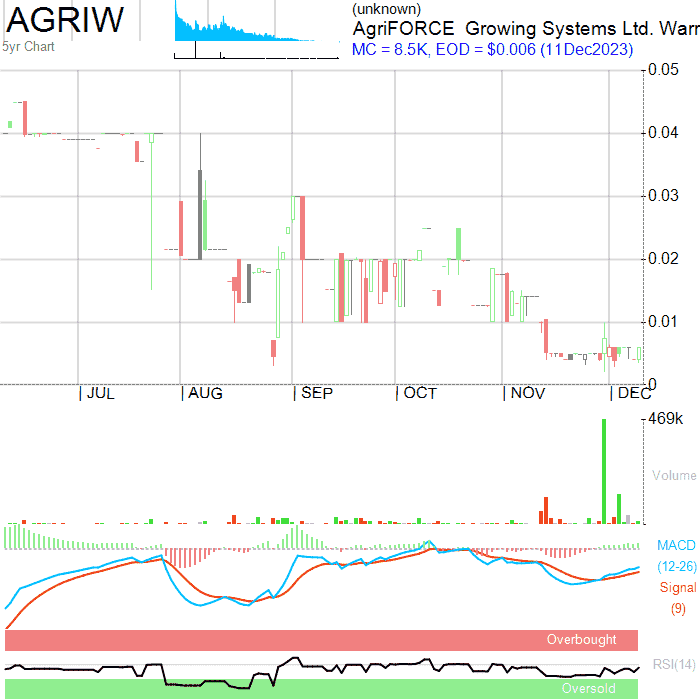 AGRIW
5yr Chart
(unknown)
AgriFORCE Growing Systems Ltd. Warr
MC = 8.5K, EOD = $0.006 (11Dec2023)
0.05
0.04
0.03
0.02
0.01
0
JUL
AUG
SEP
OCT
NOV
DEC
469k
Volume
MACD
(12-26)
Signal
(9)
Overbought
RSI(14)
Oversold